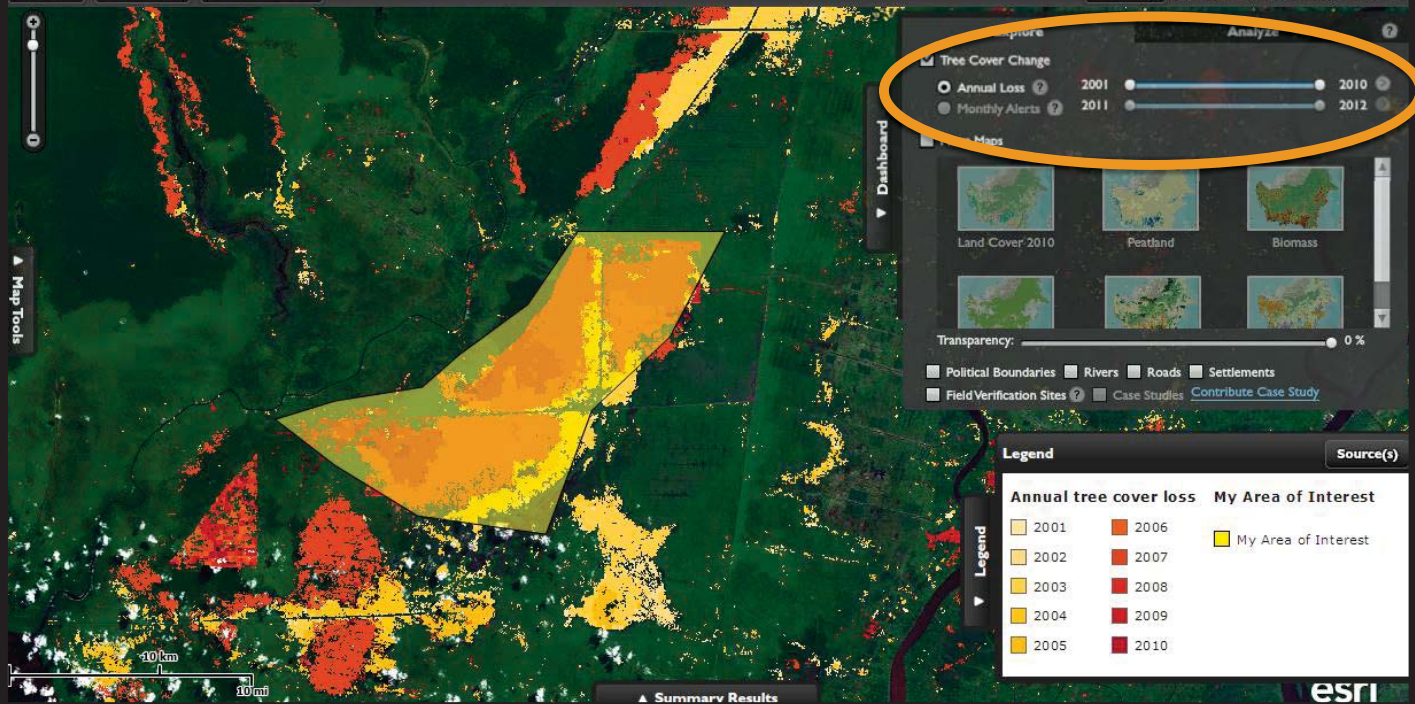 Explore Analyze ?
Tree Cover Change
Annual Loss ? 2001 2010
Monthly Alerts ? 2011 2012
Maps
Dashboard
Land Cover 2010 Peatland Biomass
Transparency: 0 %
Political Boundaries Rivers Roads Settlements
Field Verification Sites ? Case Studies Contribute Case Study
Map Tools
Legend Source(s)
Legend
Annual tree cover loss My Area of Interest
2001 2006
2002 2007 My Area of Interest
2003 2008
2004 2009
2005 2010
10 km
10 mi
Summary Results
esri